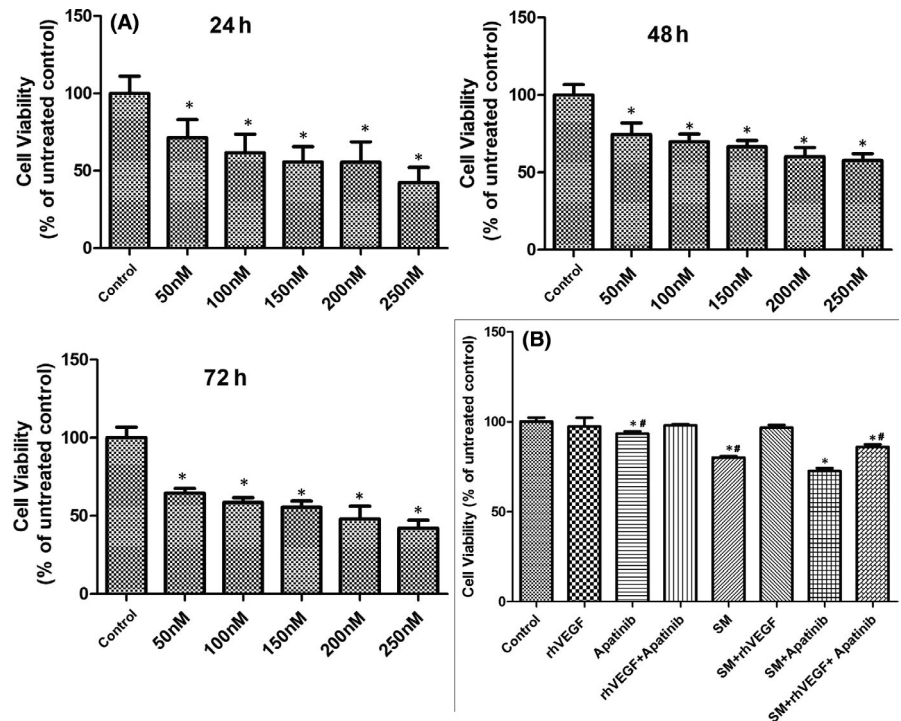 (A)
24 h
Cell Viability
(% of untreated control)
150
100
50
0
*
*
*
*
*
Control
50nM
100nM
150nM
200nM
250nM
48 h
Cell Viability
(% of untreated control)
150
100
50
0
*
*
*
*
*
Control
50nM
100nM
150nM
200nM
250nM
72 h
Cell Viability
(% of untreated control)
150
100
50
0
*
*
*
*
*
Control
50nM
100nM
150nM
200nM
250nM
(B)
Cell Viability (% of untreated control)
150
100
50
0
*#
*#
*
*#
Control
rhVEGF
Apatinib
rhVEGF+Apatinib
SM
SM+rhVEGF
SM+Apatinib
SM+rhVEGF+ Apatinib